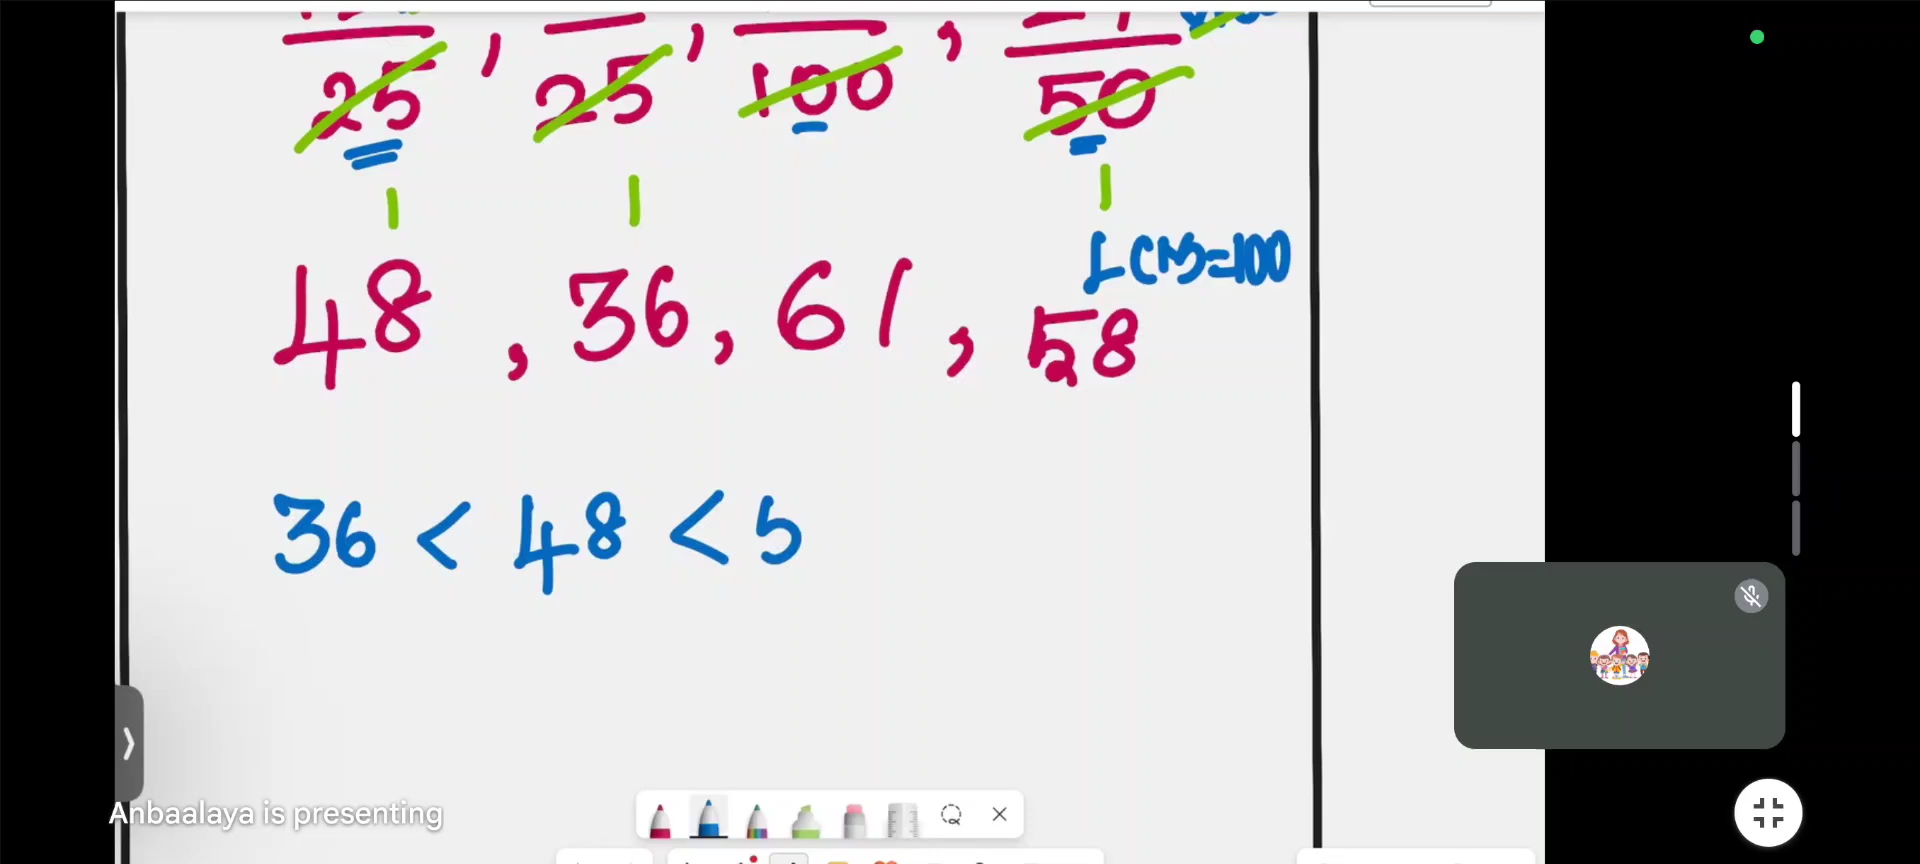 25 , 25 , 100 , 50
1 1 1
LCM=100
48 , 36 , 61 , 58
36 < 48 < 5
Anbaalaya is presenting